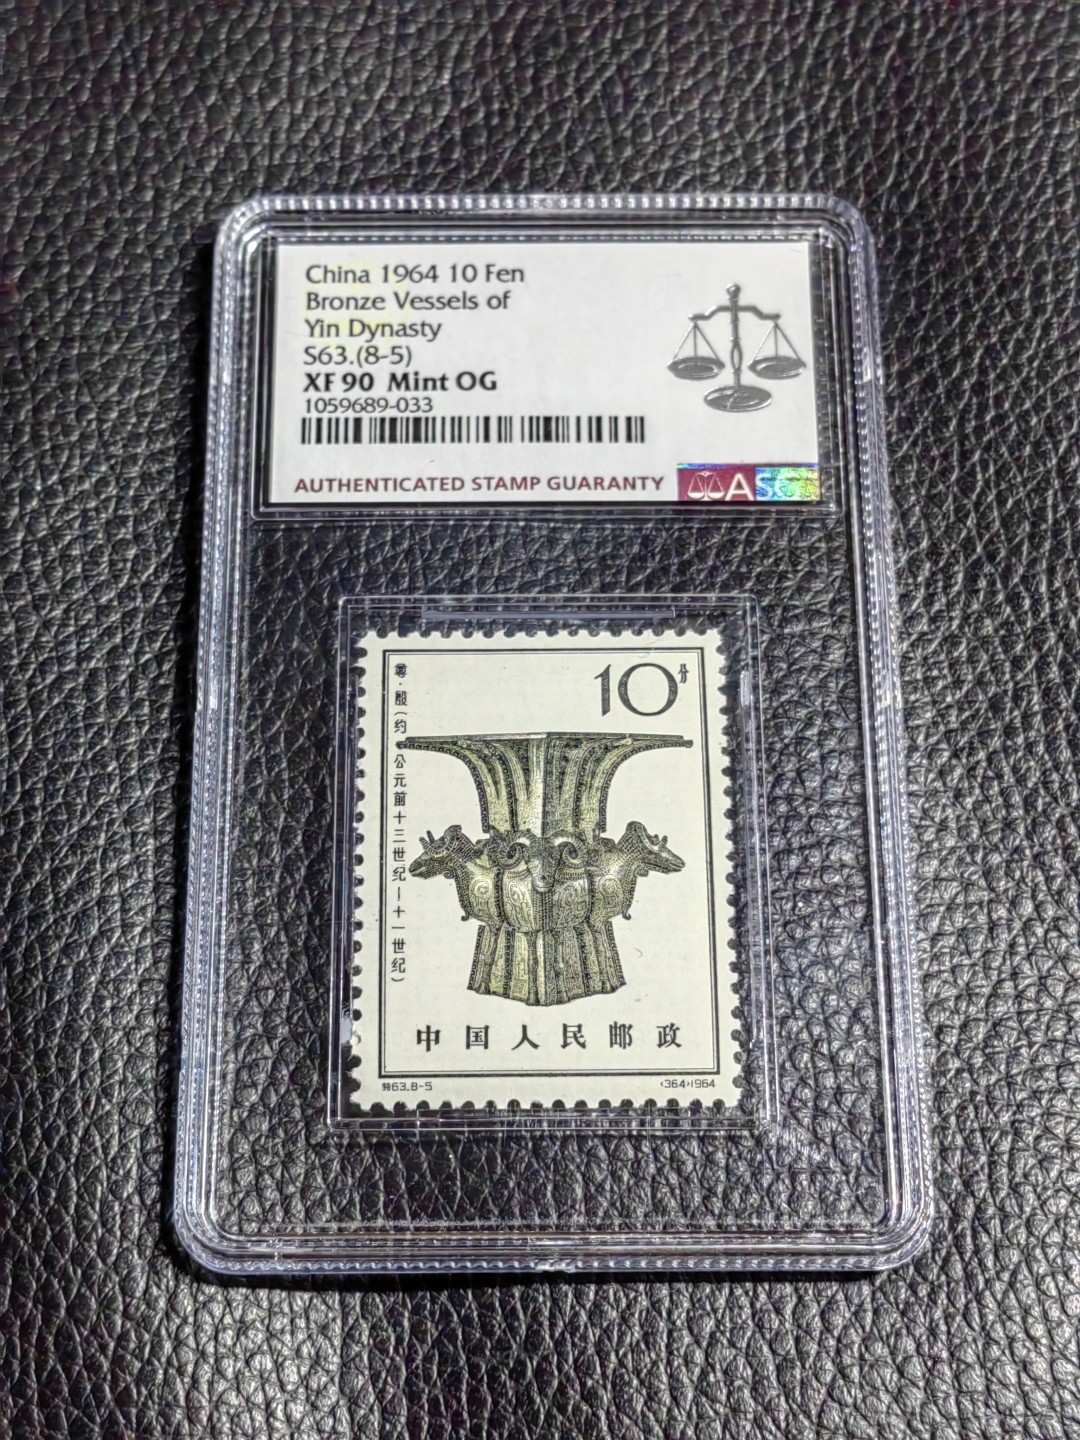 China 1964 10 Fen
Bronze Vessels of
Yin Dynasty
S63.(8-5)
XF 90 Mint OG
1059689-033
AUTHENTICATED STAMP GUARANTY
ASG
10分
尊·殷(约公元前十三世纪—十一世纪)
中国人民邮政
特63.8-5
(364)1964